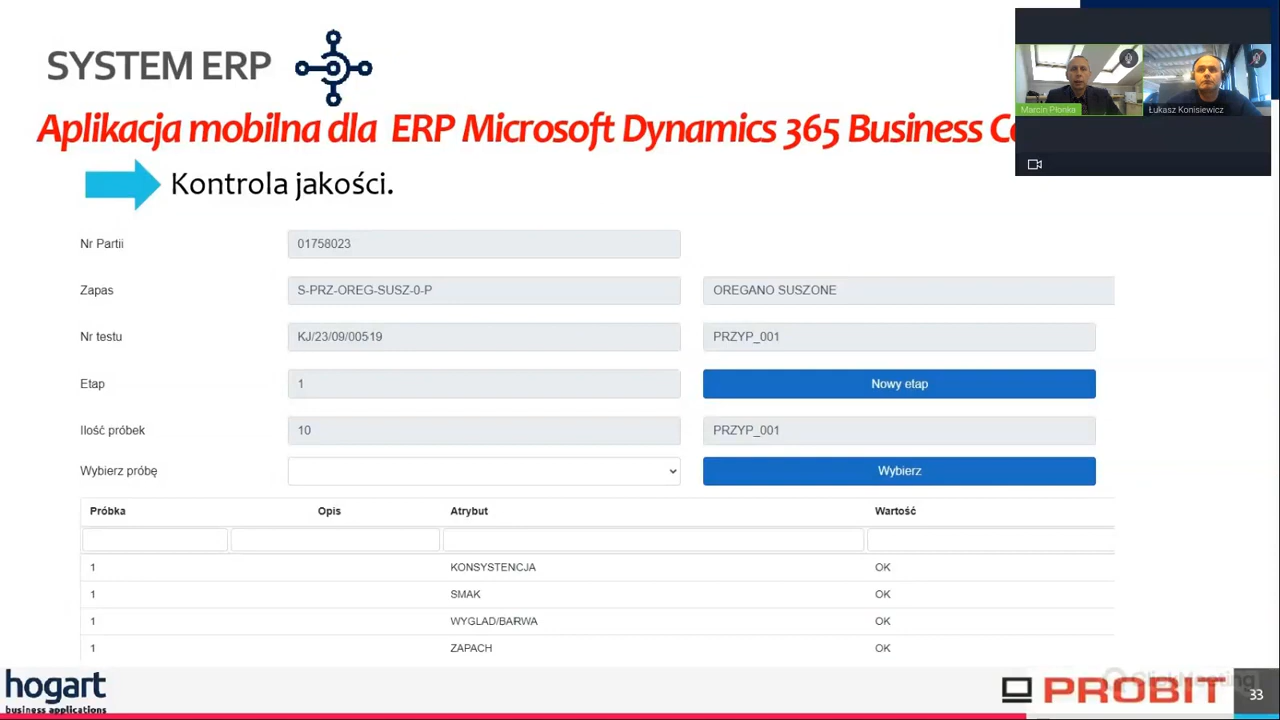 SYSTEM ERP
Aplikacja mobilna dla ERP Microsoft Dynamics 365 Business
Marcin Płonka
Łukasz Konisiewicz
Kontrola jakości.
Nr Partii 01758023
Zapas S-PRZ-OREG-SUSZ-0-P OREGANO SUSZONE
Nr testu KJ/23/09/00519 PRZYP_001
Etap 1 Nowy etap
Ilość próbek 10 PRZYP_001
Wybierz próbę Wybierz
Próbka Opis Atrybut Wartość
1 KONSYSTENCJA OK
1 SMAK OK
1 WYGLAD/BARWA OK
1 ZAPACH OK
hogart
business applications
ClickMeeting
PROBIT
33